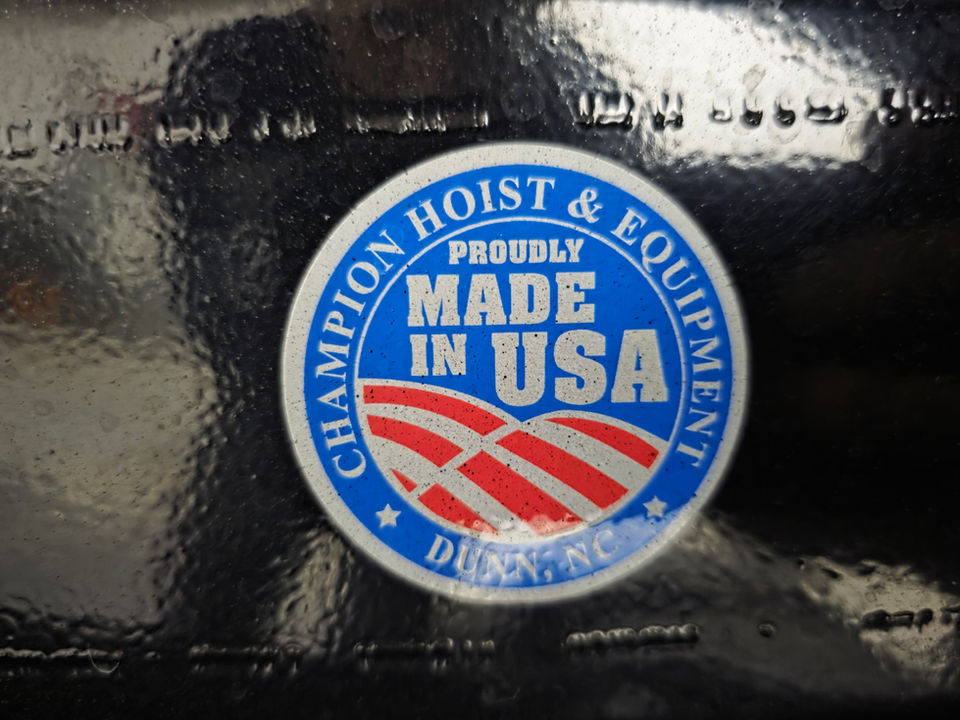 CHAMPION HOIST & EQUIPMENT
PROUDLY
MADE
IN USA
DUNN, NC